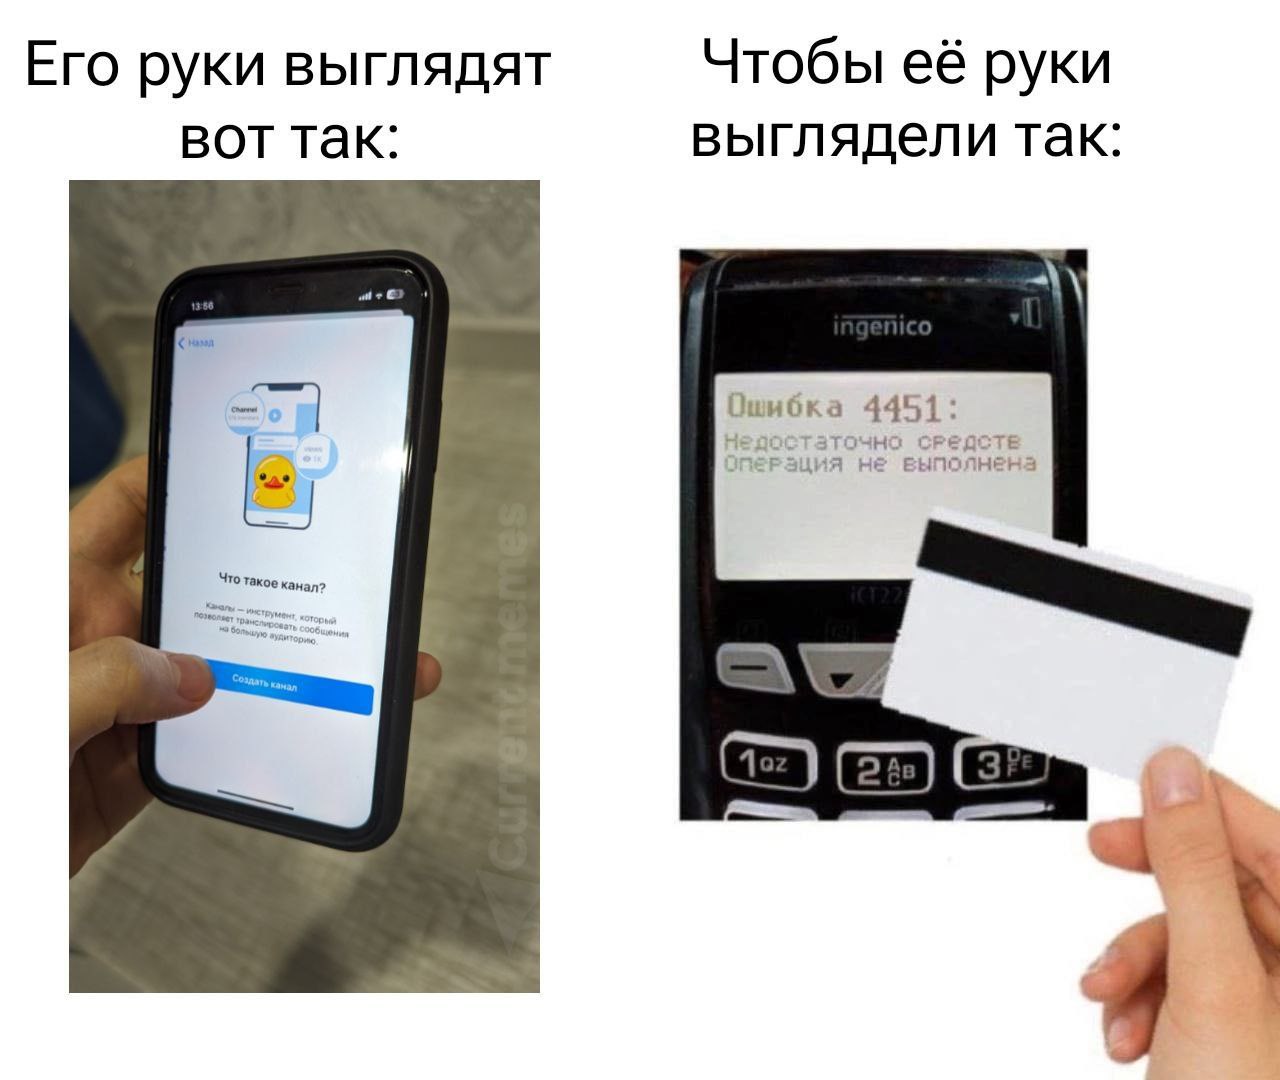 Его руки выглядят
вот так:
Чтобы её руки
выглядели так:
13:56
Назад
Channel
Что такое канал?
Каналы — инструмент, который
позволяет транслировать сообщения
на большую аудиторию.
Создать канал
Currentmemes
ingenico
Ошибка 4451:
Недостаточно средств
Операция не выполнена
iCT22
1 QZ
2 ABC
3 DEF